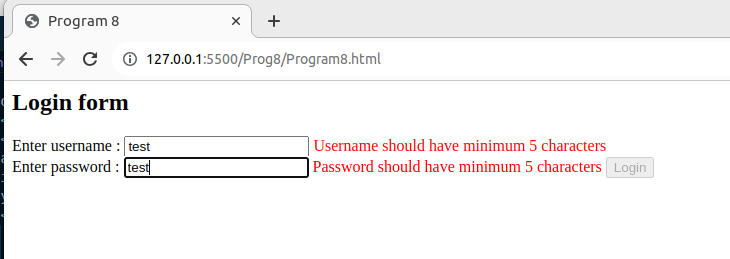 Program 8
127.0.0.1:5500/Prog8/Program8.html
Login form
Enter username : test Username should have minimum 5 characters
Enter password : test Password should have minimum 5 characters Login